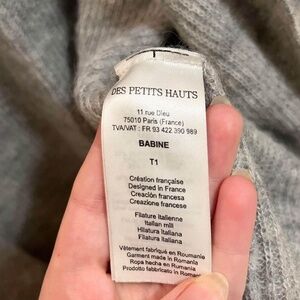 DES PETITS HAUTS
11 rue Dieu
75010 Paris (France)
TVA/VAT : FR 93 422 390 989
BABINE
T1
Création française
Designed in France
Creación francesa
Creazione francese
Filature italienne
Italian mill
Hilatura italiana
Filatura italiana
Vêtement fabriqué en Roumanie
Garment made in Romania
Ropa hecha en Rumania
Prodotto fabbricato in Romania